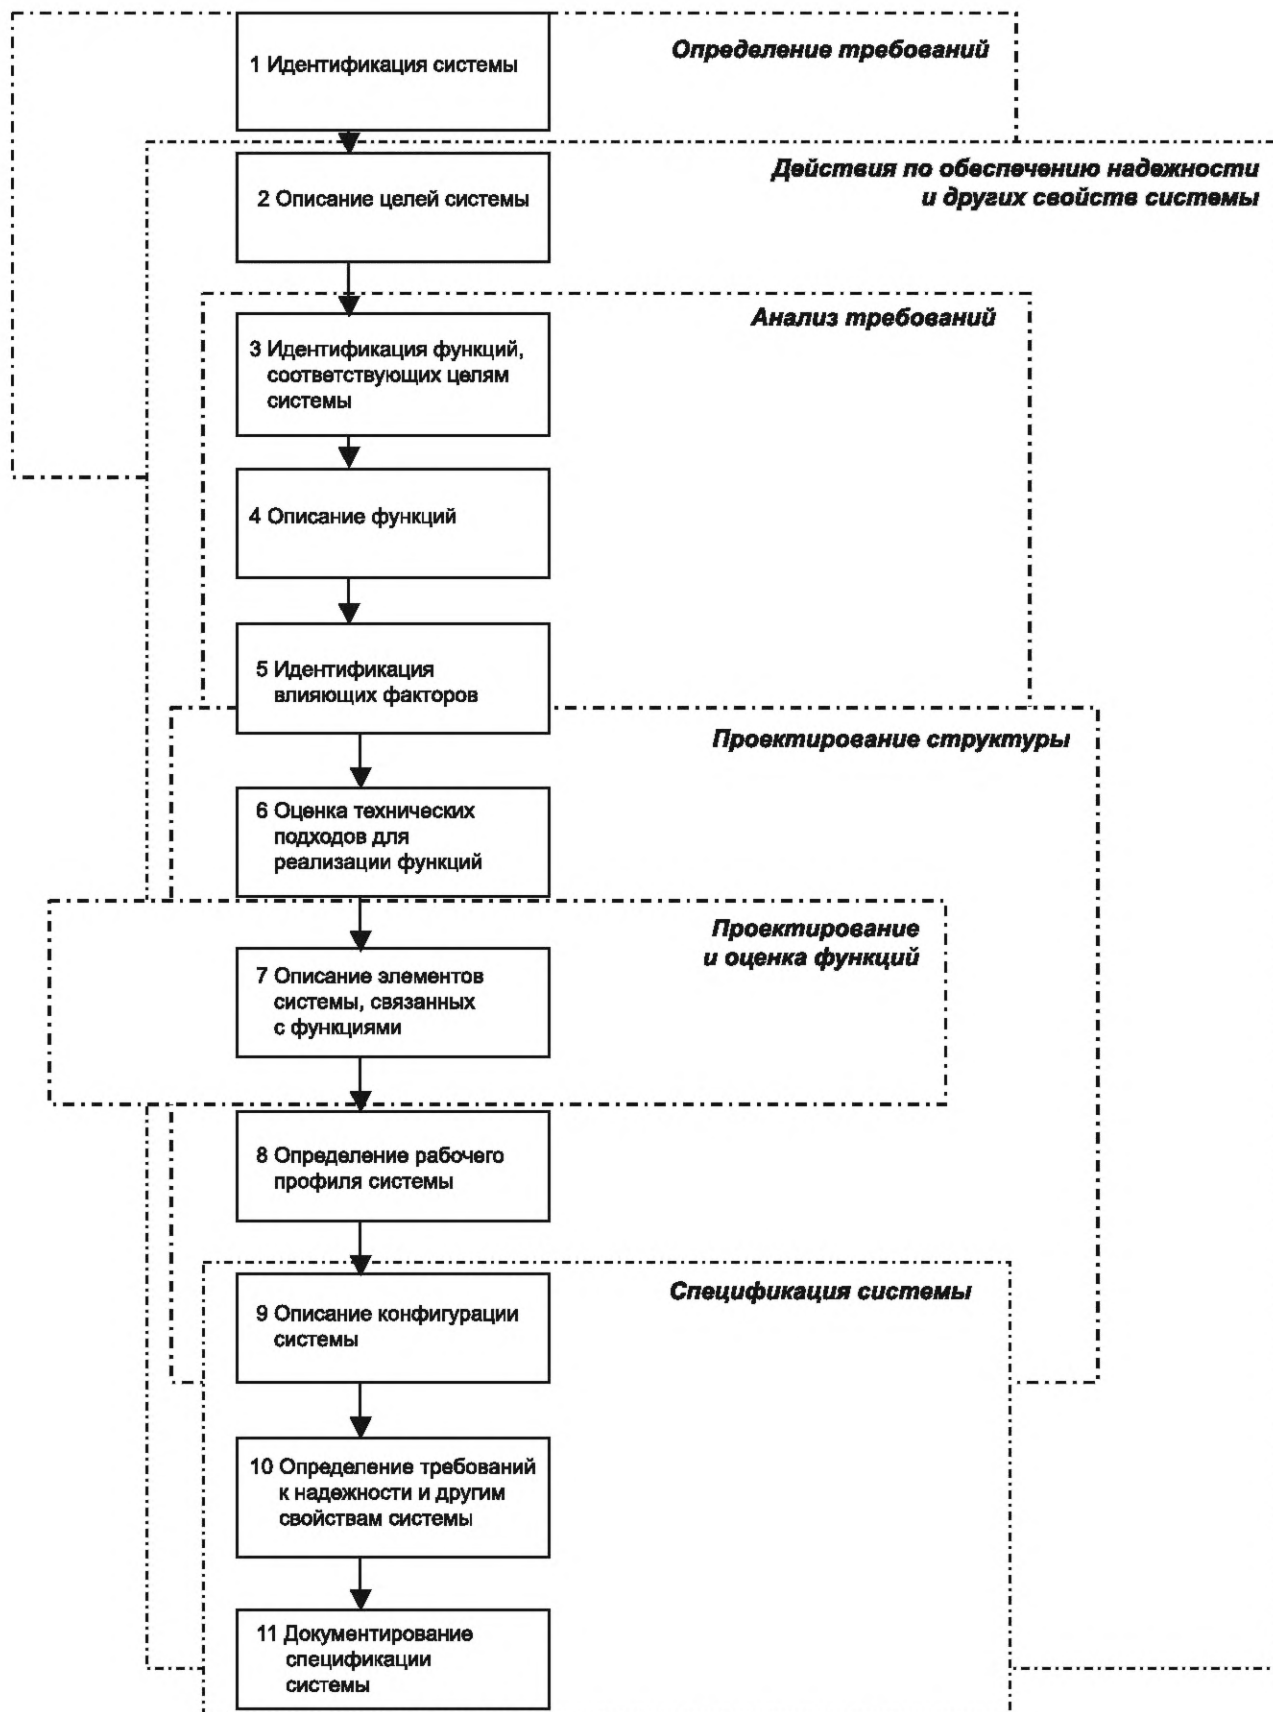 1 Идентификация системы
Определение требований
Действия по обеспечению надежности
и других свойств системы
2 Описание целей системы
Анализ требований
3 Идентификация функций,
соответствующих целям
системы
4 Описание функций
5 Идентификация
влияющих факторов
Проектирование структуры
6 Оценка технических
подходов для
реализации функций
Проектирование
и оценка функций
7 Описание элементов
системы, связанных
с функциями
8 Определение рабочего
профиля системы
Спецификация системы
9 Описание конфигурации
системы
10 Определение требований
к надежности и другим
свойствам системы
11 Документирование
спецификации
системы